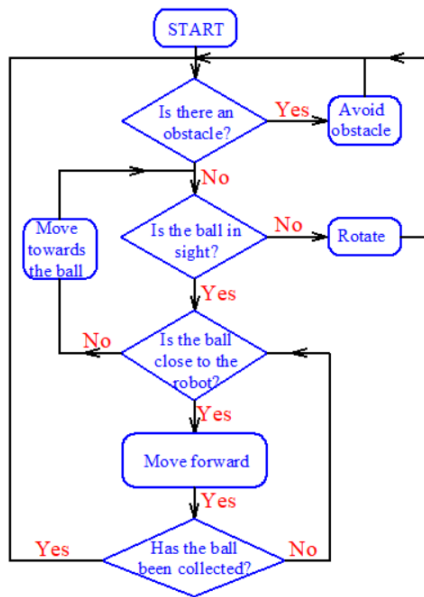 START
Is there an
obstacle?
Yes
Avoid
obstacle
No
Move
towards
the ball
Is the ball in
sight?
No
Rotate
Yes
Is the ball
close to the
robot?
No
Yes
Move forward
Yes
Has the ball
been collected?
Yes
No